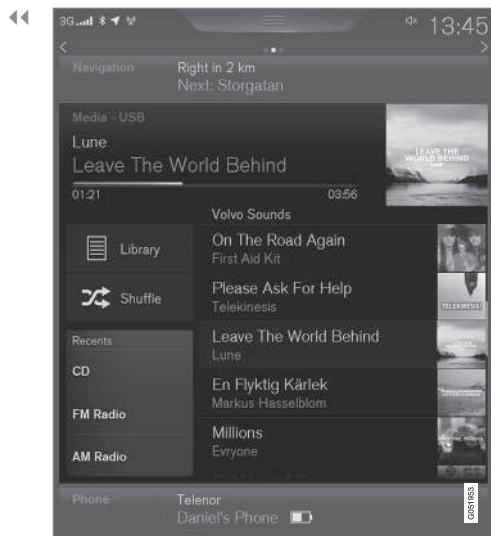 3G 13:45
Navigation
Right in 2 km
Next: Storgatan
Media - USB
Lune
Leave The World Behind
01:21 03:56
LEAVE THE
WORLD BEHIND
Volvo Sounds
Library
Shuffle
On The Road Again
First Aid Kit
Please Ask For Help
Telekinesis
TELEKINESIS!
Leave The World Behind
Lune
En Flyktig Kärlek
Markus Hasselblom
Millions
Evryone
Recents
CD
FM Radio
AM Radio
Phone
Telenor
Daniel's Phone
G051953